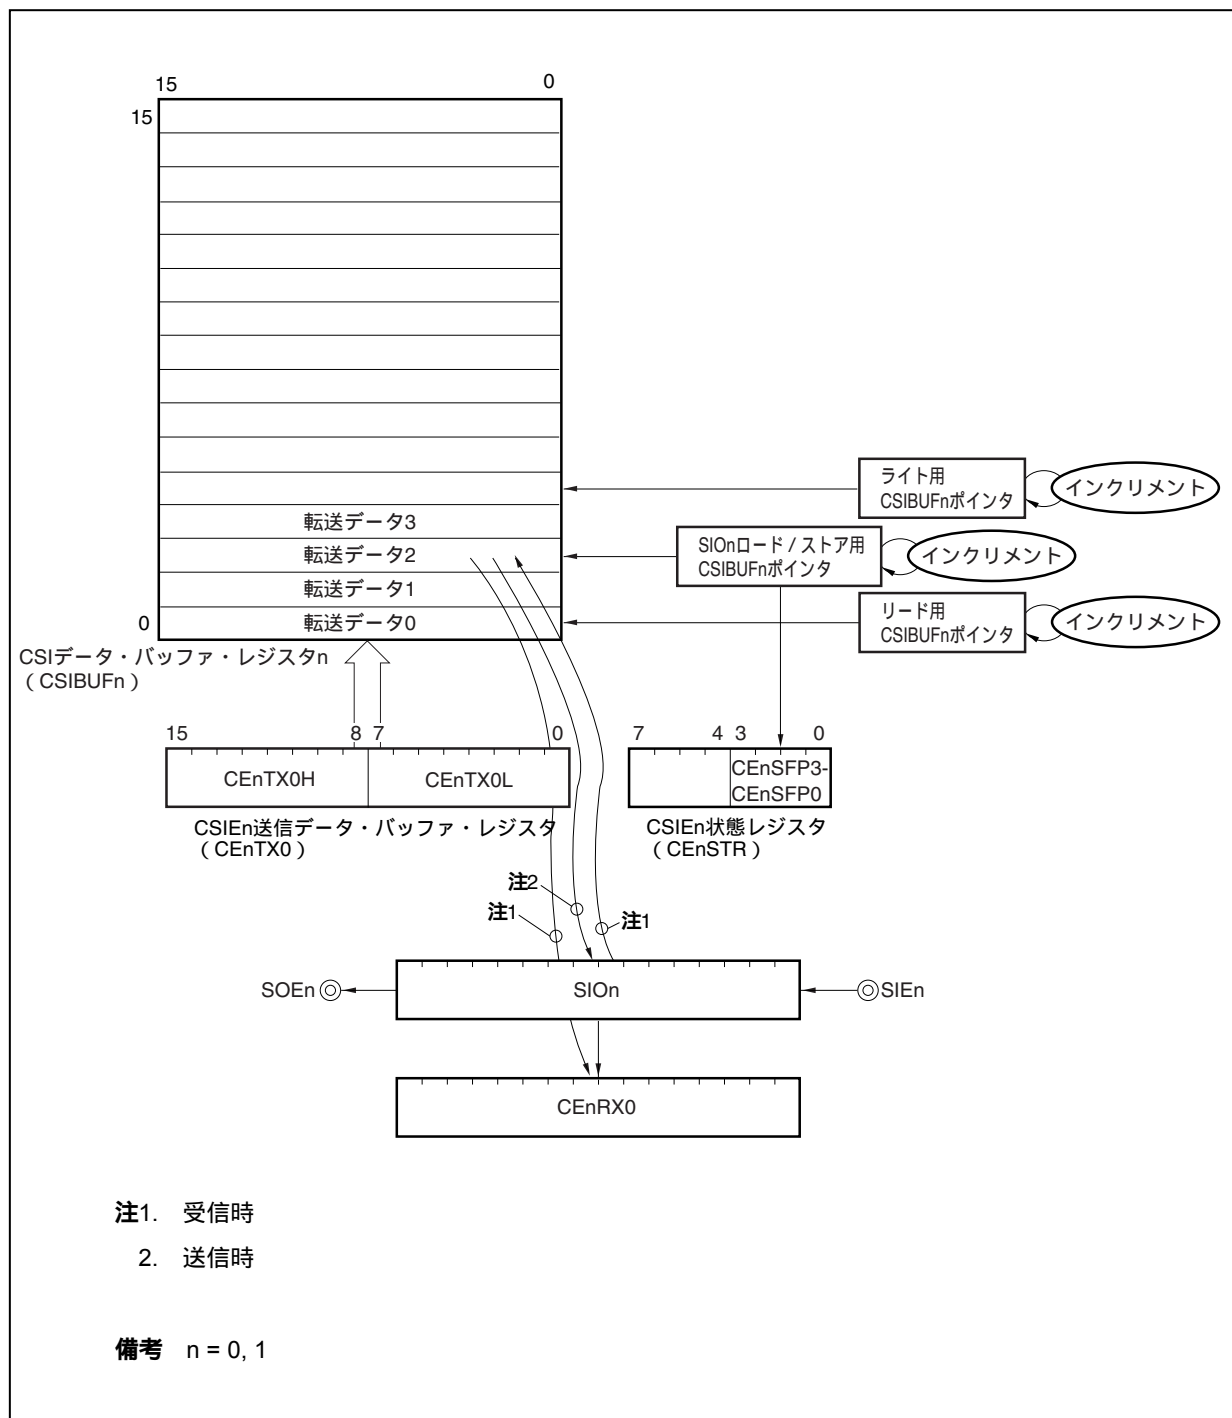 15 0
15
転送データ3
転送データ2
転送データ1
0 転送データ0
ライト用
CSIBUFnポインタ
インクリメント
SIOnロード / ストア用
CSIBUFnポインタ
インクリメント
リード用
CSIBUFnポインタ
インクリメント
CSIデータ・バッファ・レジスタn
（CSIBUFn）
15 8 7 0
CEnTX0H CEnTX0L
CSIEn送信データ・バッファ・レジスタ
（CEnTX0）
7 4 3 0
CEnSFP3-
CEnSFP0
CSIEn状態レジスタ
（CEnSTR）
注2
注1 注1
SOEn SIOn SIEn
CEnRX0
注1. 受信時
2. 送信時
備考 n = 0, 1